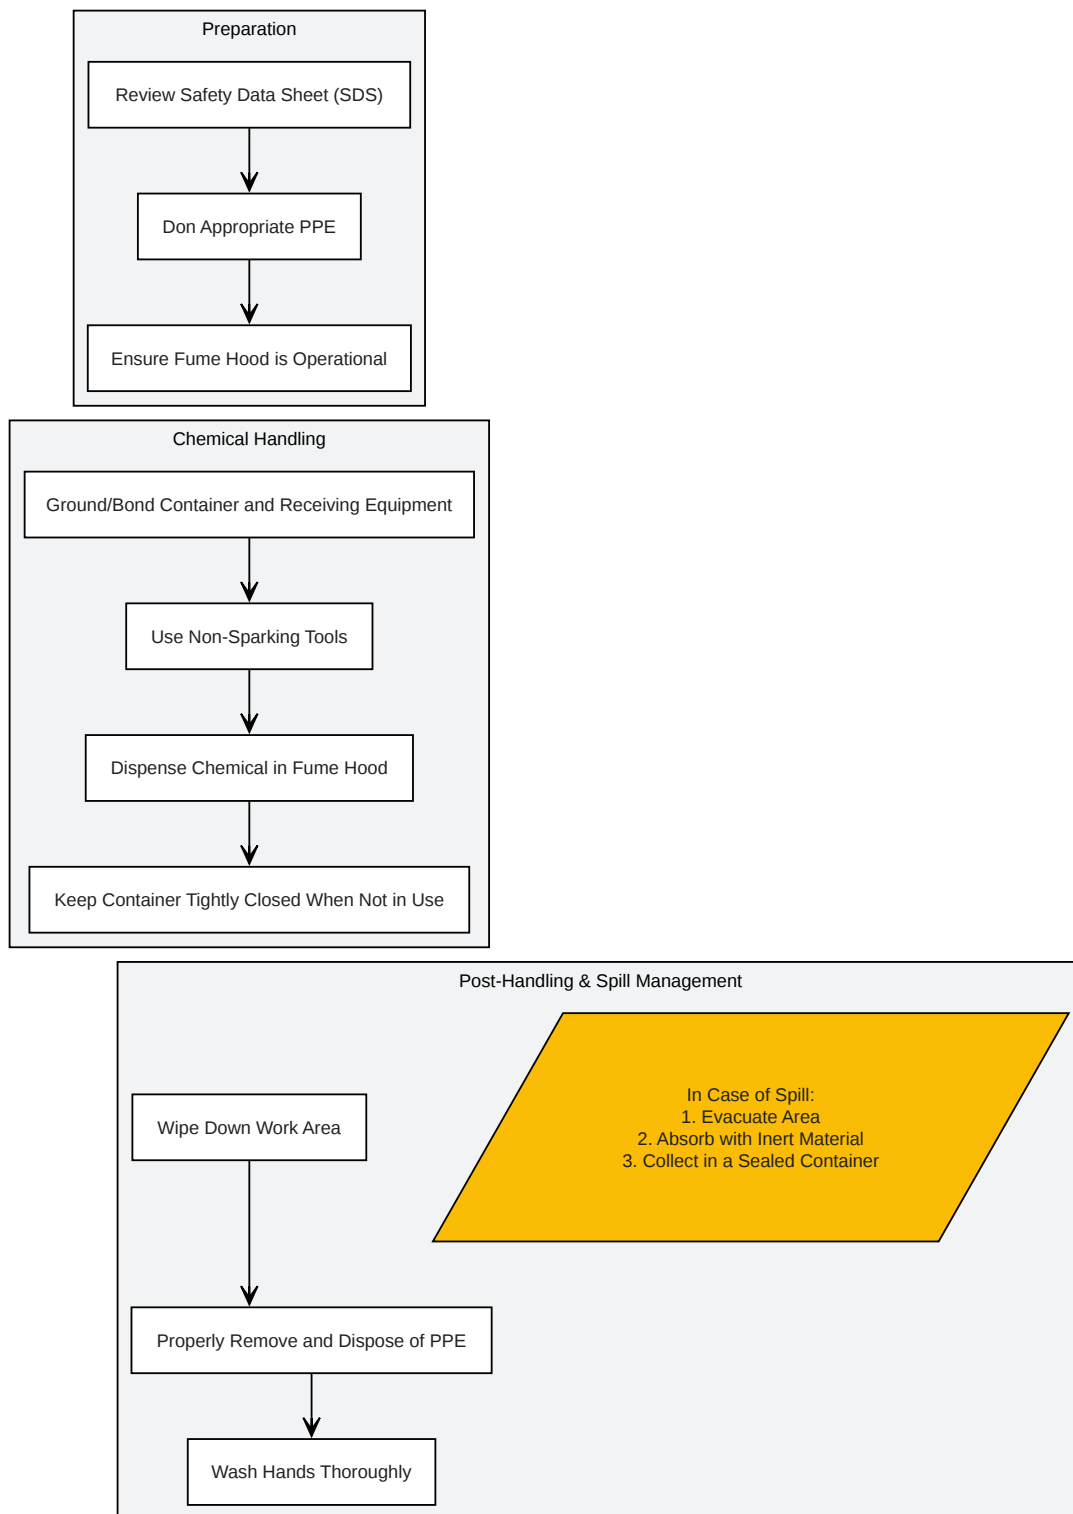 Preparation
Review Safety Data Sheet (SDS)
Don Appropriate PPE
Ensure Fume Hood is Operational
Chemical Handling
Ground/Bond Container and Receiving Equipment
Use Non-Sparking Tools
Dispense Chemical in Fume Hood
Keep Container Tightly Closed When Not in Use
Post-Handling & Spill Management
In Case of Spill:
1. Evacuate Area
2. Absorb with Inert Material
3. Collect in a Sealed Container
Wipe Down Work Area
Properly Remove and Dispose of PPE
Wash Hands Thoroughly